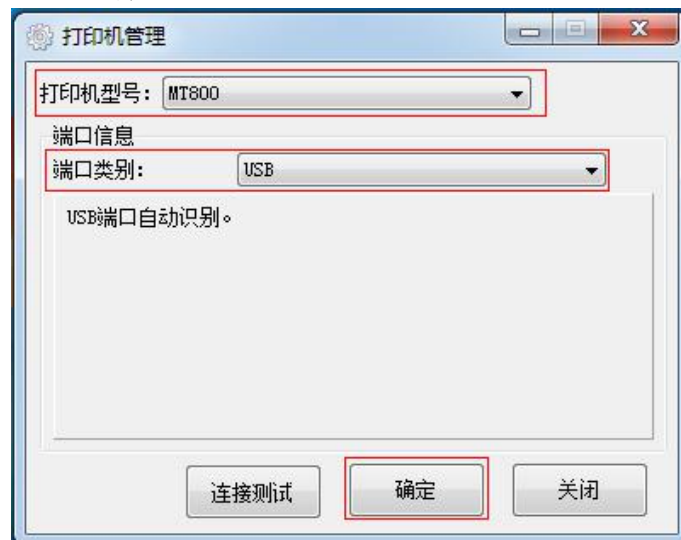 打印机管理
打印机型号： MT800
端口信息
端口类别： USB
USB端口自动识别。
连接测试 确定 关闭